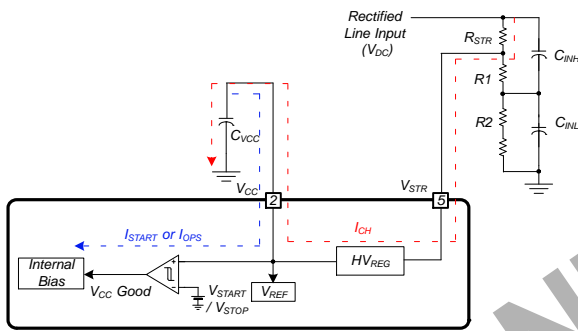 Rectified
Line Input
(VDC)
RSTR
R1
R2
CINH
CINL
CVCC
VCC
2
VSTR
5
ISTART or IOPS
ICH
Internal
Bias
VCC Good
+
-
VSTART
/ VSTOP
VREF
HVREG